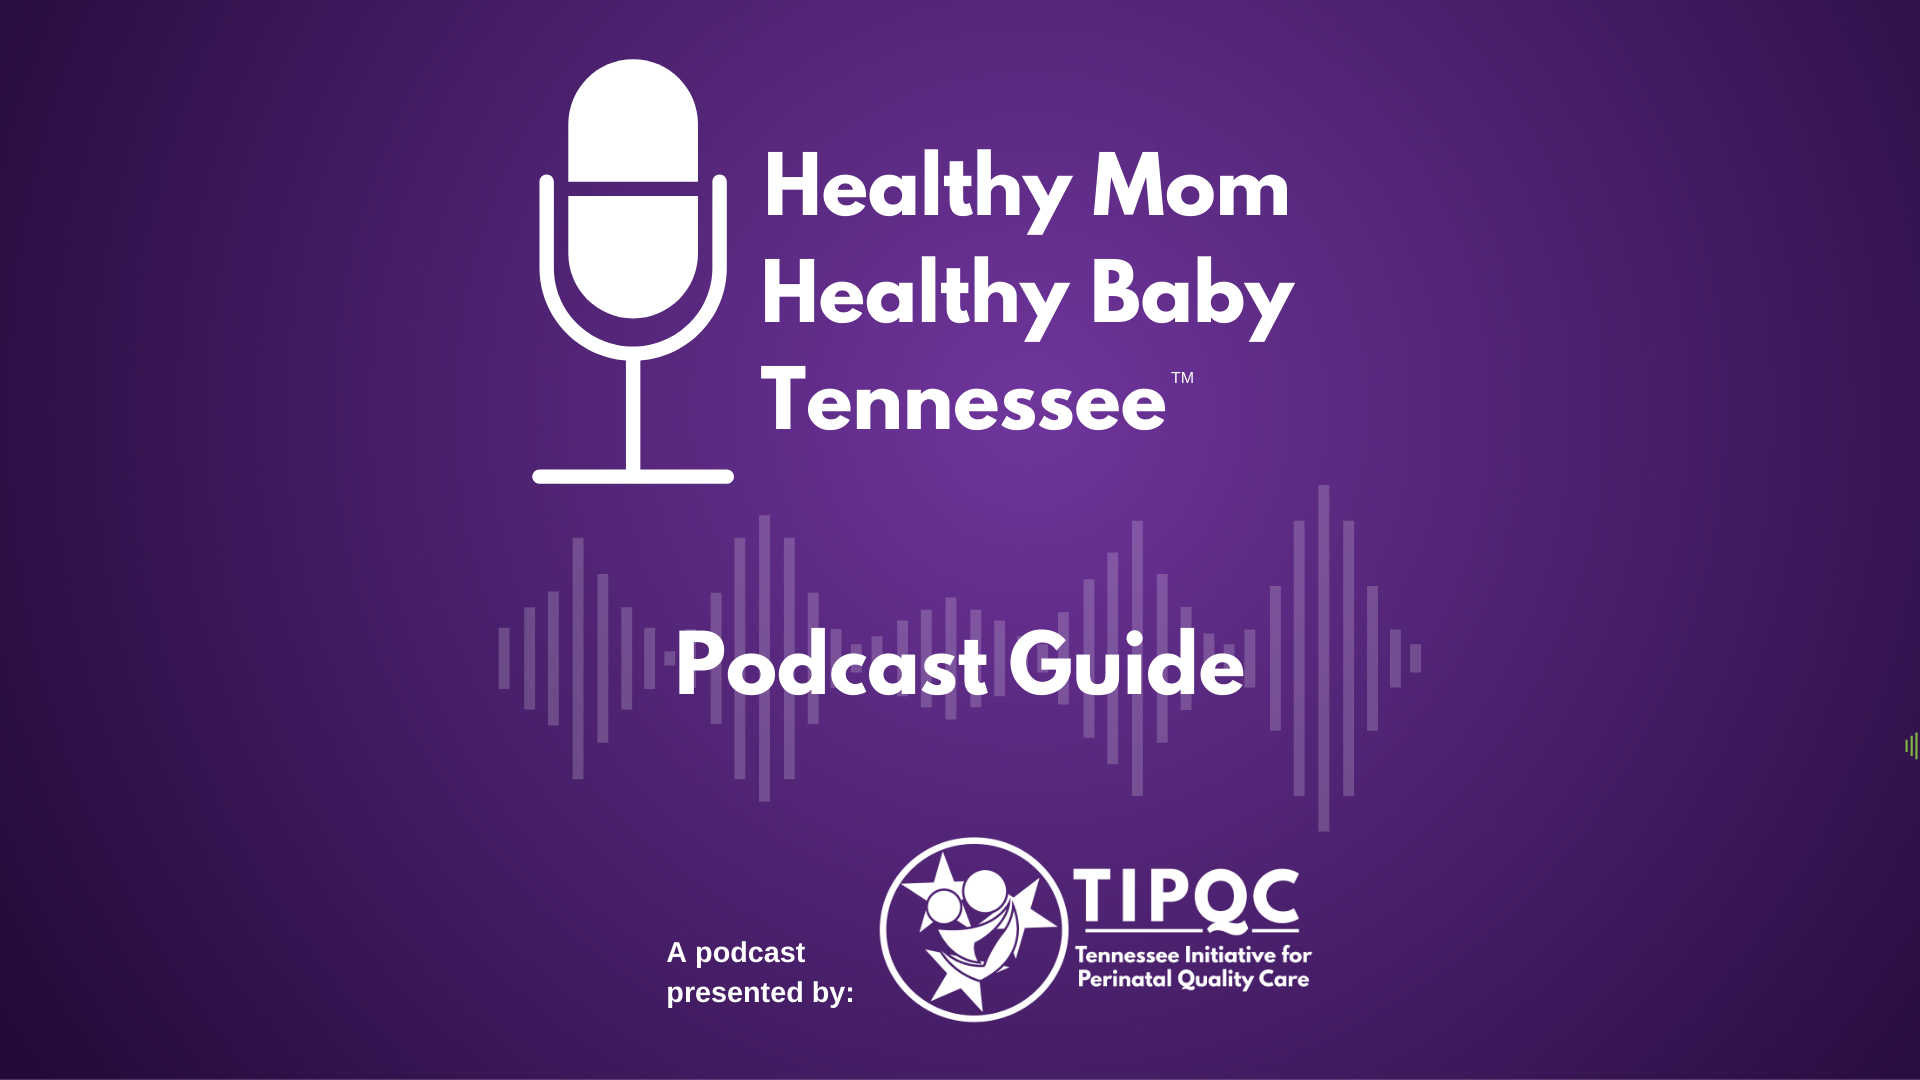 Healthy Mom
Healthy Baby
Tennessee™
Podcast Guide
A podcast
presented by:
TIPQC
Tennessee Initiative for
Perinatal Quality Care